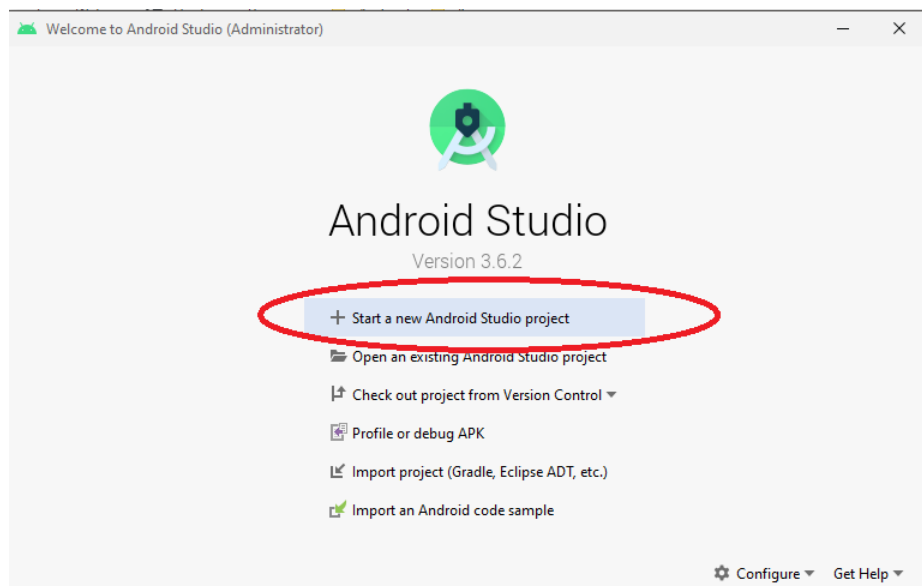 Welcome to Android Studio (Administrator)
Android Studio
Version 3.6.2
Start a new Android Studio project
Open an existing Android Studio project
Check out project from Version Control
Profile or debug APK
Import project (Gradle, Eclipse ADT, etc.)
Import an Android code sample
Configure Get Help